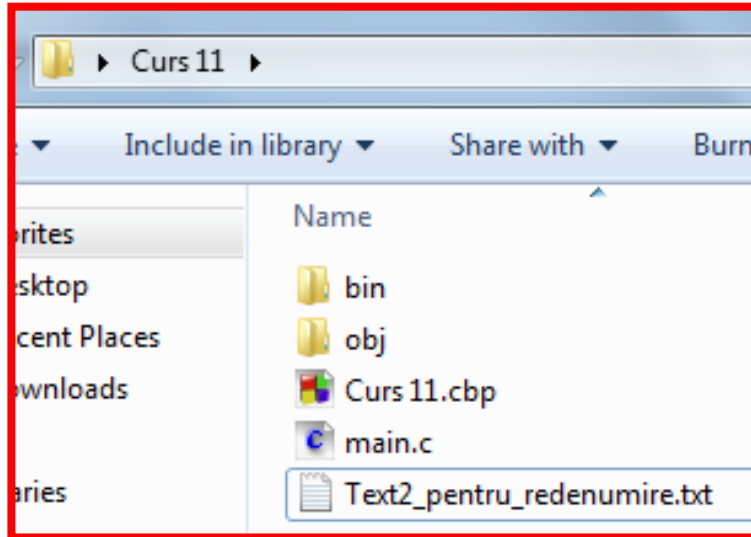 Curs 11
Include in library Share with Burn
Name
bin
obj
Curs 11.cbp
main.c
Text2_pentru_redenumire.txt